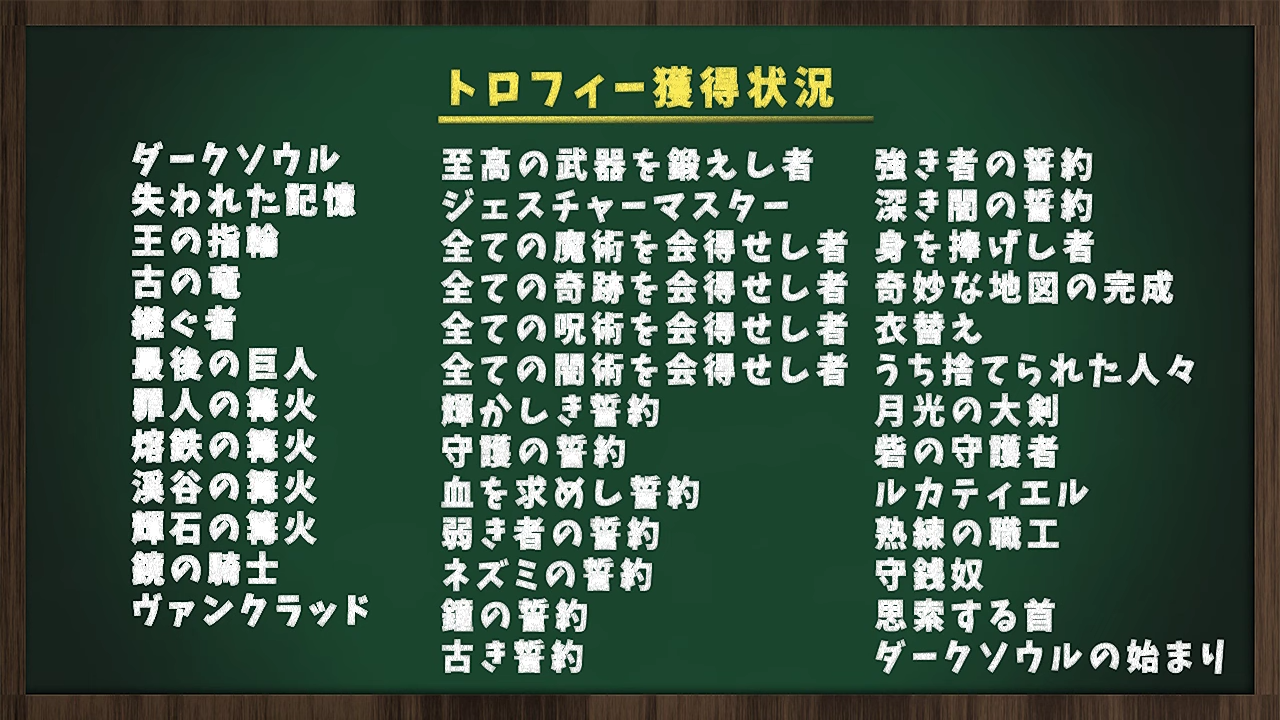 トロフィー獲得状況
ダークソウル
失われた記憶
王の指輪
古の竜
継ぐ者
最後の巨人
罪人の篝火
熔鉄の篝火
渓谷の篝火
輝石の篝火
鏡の騎士
ヴァンクラッド
至高の武器を鍛えし者
ジェスチャーマスター
全ての魔術を会得せし者
全ての奇跡を会得せし者
全ての呪術を会得せし者
全ての闇術を会得せし者
輝かしき誓約
守護の誓約
血を求めし誓約
弱き者の誓約
ネズミの誓約
鐘の誓約
古き誓約
強き者の誓約
深き闇の誓約
身を捧げし者
奇妙な地図の完成
衣替え
うち捨てられた人々
月光の大剣
砦の守護者
ルカティエル
熟練の職工
守銭奴
思索する首
ダークソウルの始まり